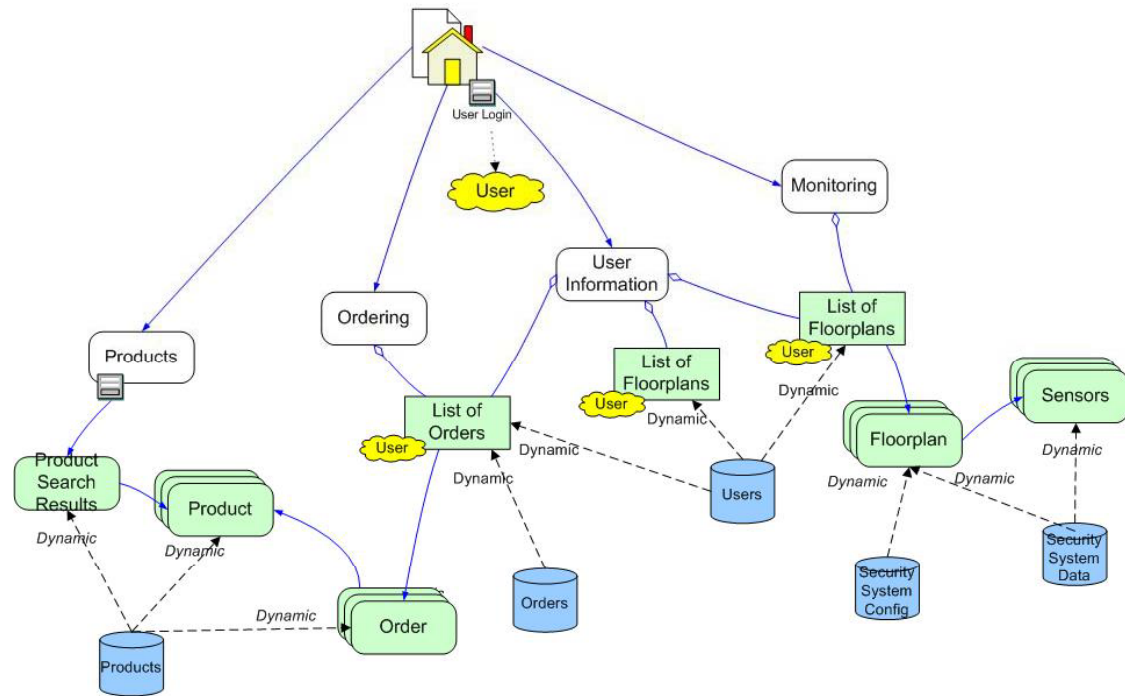 User Login
User
Monitoring
User
Information
List of
Floorplans
Ordering
User
Products
List of
Floorplans
Dynamic
Sensors
User
Dynamic
List of
Orders
Floorplan
User
Dynamic
Dynamic
Product
Search
Results
Dynamic
Users
Dynamic
Dynamic
Product
Dynamic
Dynamic
Security
System
Data
Security
System
Config
Orders
Dynamic
Order
Products